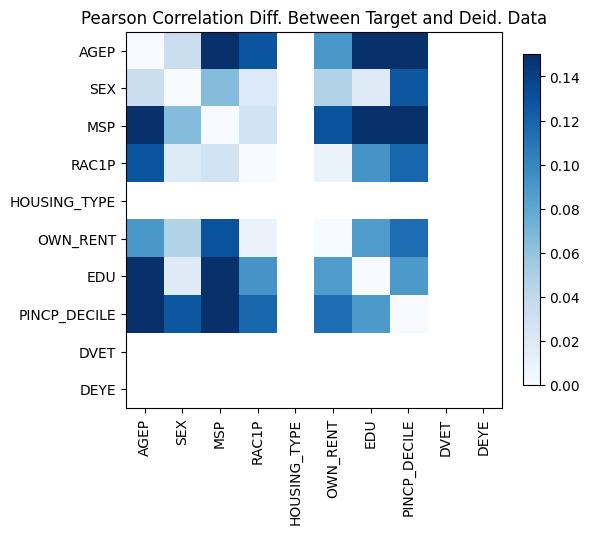 Pearson Correlation Diff. Between Target and Deid. Data
AGEP
SEX
MSP
RAC1P
HOUSING_TYPE
OWN_RENT
EDU
PINCP_DECILE
DVET
DEYE
AGEP
SEX
MSP
RAC1P
HOUSING_TYPE
OWN_RENT
EDU
PINCP_DECILE
DVET
DEYE
0.14
0.12
0.10
0.08
0.06
0.04
0.02
0.00